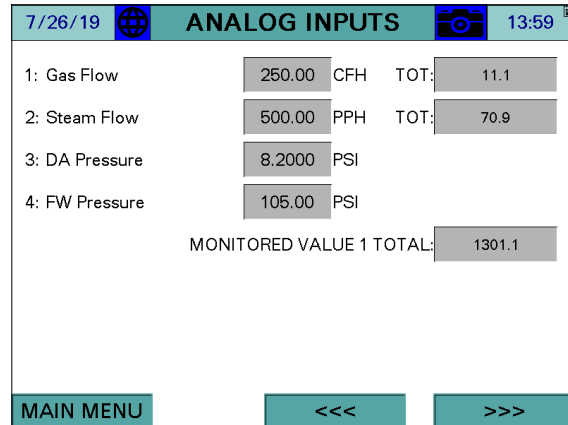 7/26/19 ANALOG INPUTS 13:59
1: Gas Flow 250.00 CFH TOT: 11.1
2: Steam Flow 500.00 PPH TOT: 70.9
3: DA Pressure 8.2000 PSI
4: FW Pressure 105.00 PSI
MONITORED VALUE 1 TOTAL: 1301.1
MAIN MENU <<< >>>